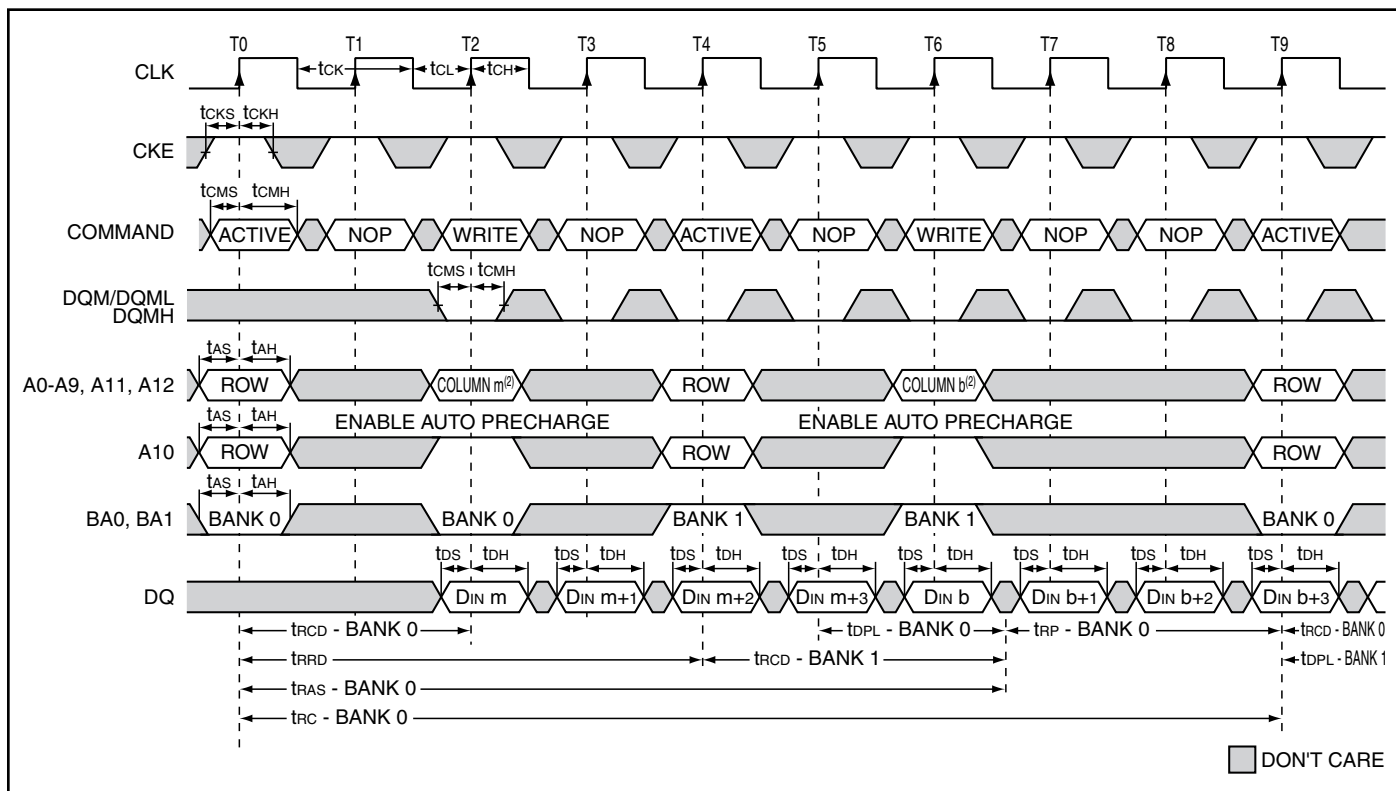 T0 T1 T2 T3 T4 T5 T6 T7 T8 T9
CLK tCK tCL tCH
tCKS tCKH
CKE
tCMS tCMH
COMMAND ACTIVE NOP WRITE NOP ACTIVE NOP WRITE NOP NOP ACTIVE
tCMS tCMH
DQM/DQML
DQMH
tAS tAH
A0-A9, A11, A12 ROW COLUMN m(2) ROW COLUMN b(2) ROW
tAS tAH ENABLE AUTO PRECHARGE ENABLE AUTO PRECHARGE
A10 ROW ROW ROW
tAS tAH
BA0, BA1 BANK 0 BANK 0 BANK 1 BANK 1 BANK 0
tDS tDH tDS tDH tDS tDH tDS tDH tDS tDH tDS tDH tDS tDH tDS tDH
DQ DIN m DIN m+1 DIN m+2 DIN m+3 DIN b DIN b+1 DIN b+2 DIN b+3
tRCD - BANK 0 tDPL - BANK 0 tRP - BANK 0 tRCD - BANK 0
tRRD tRCD - BANK 1 tDPL - BANK 1
tRAS - BANK 0
tRC - BANK 0
DON'T CARE